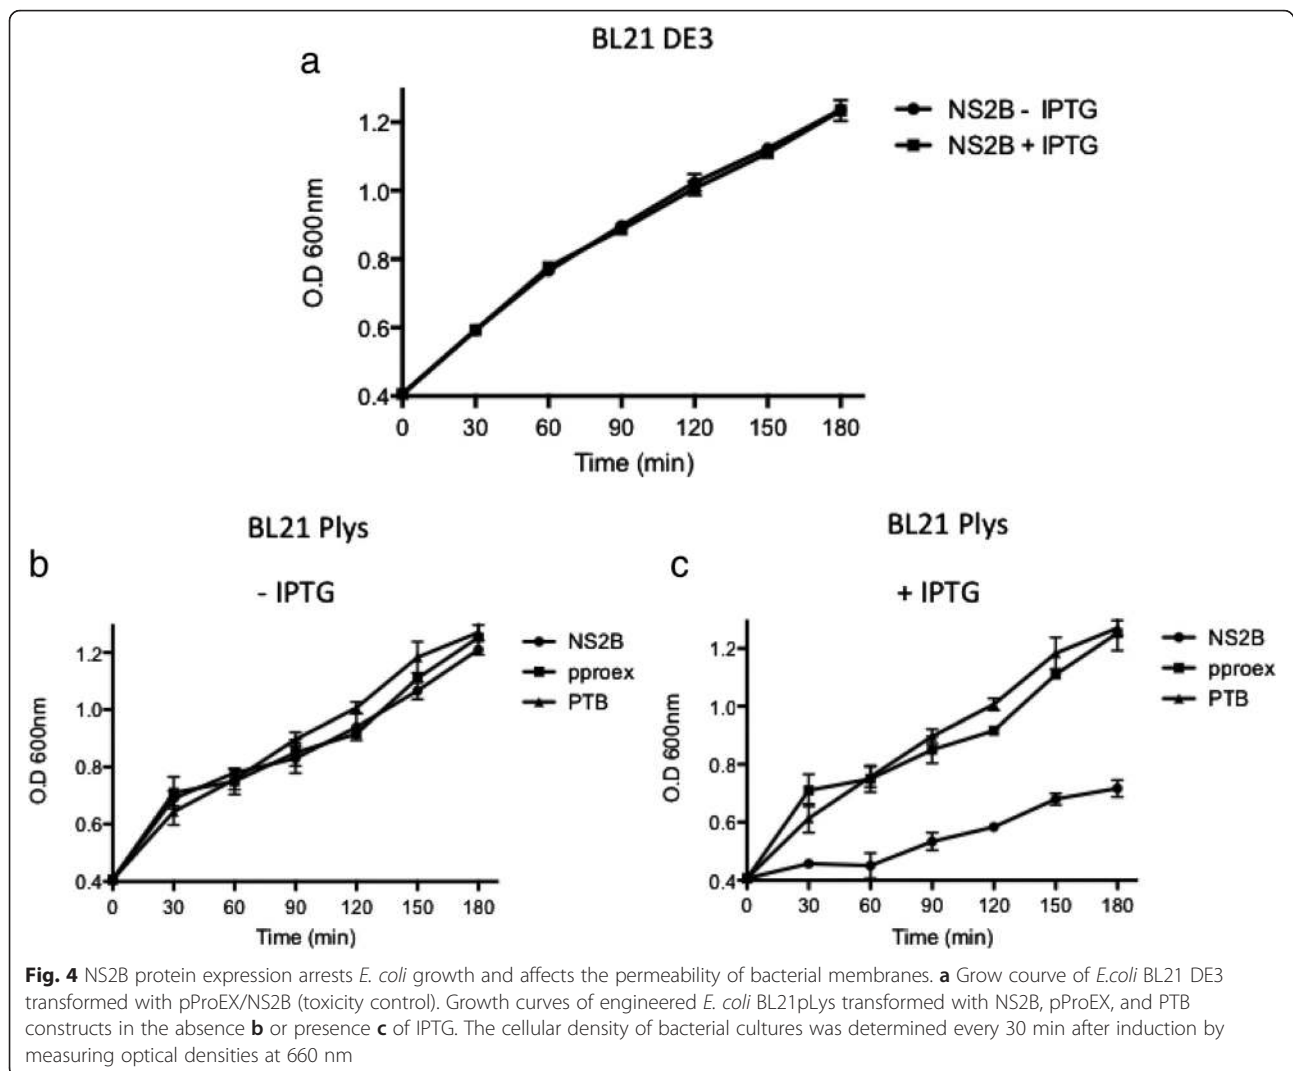 BL21 DE3
a
NS2B - IPTG
NS2B + IPTG
O.D 600nm
1.2
1.0
0.8
0.6
0.4
0 30 60 90 120 150 180
Time (min)
BL21 Plys
b
- IPTG
NS2B
pproex
PTB
O.D 600nm
1.2
1.0
0.8
0.6
0.4
0 30 60 90 120 150 180
Time (min)
BL21 Plys
c
+ IPTG
NS2B
pproex
PTB
O.D 600nm
1.2
1.0
0.8
0.6
0.4
0 30 60 90 120 150 180
Time (min)
Fig. 4 NS2B protein expression arrests E. coli growth and affects the permeability of bacterial membranes. a Grow courve of E.coli BL21 DE3
transformed with pProEX/NS2B (toxicity control). Growth curves of engineered E. coli BL21pLys transformed with NS2B, pProEX, and PTB
constructs in the absence b or presence c of IPTG. The cellular density of bacterial cultures was determined every 30 min after induction by
measuring optical densities at 660 nm